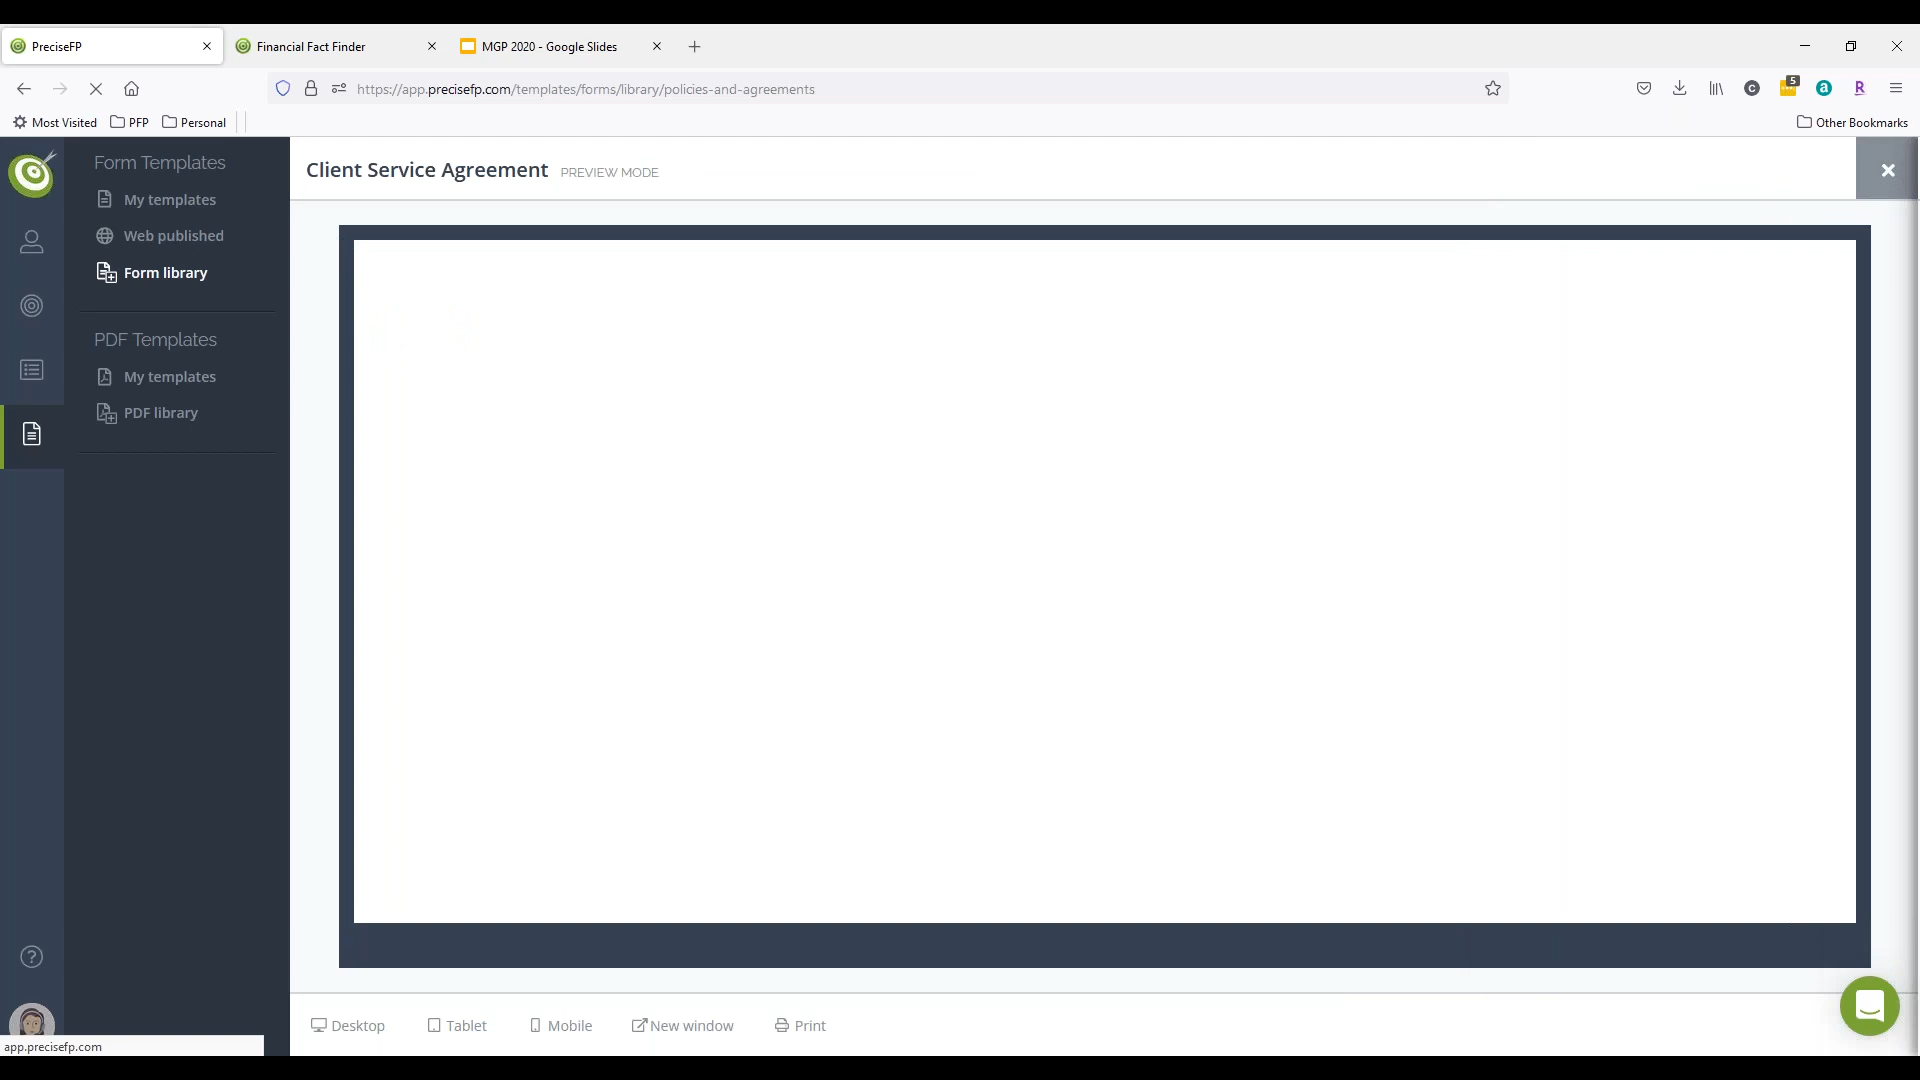 PreciseFP
Financial Fact Finder
MGP 2020 - Google Slides
https://app.precisefp.com/templates/forms/library/policies-and-agreements
5
C
a
R
Most Visited
PFP
Personal
Other Bookmarks
Form Templates
My templates
Web published
Form library
PDF Templates
My templates
PDF library
Client Service Agreement PREVIEW MODE
Desktop
Tablet
Mobile
New window
Print
app.precisefp.com